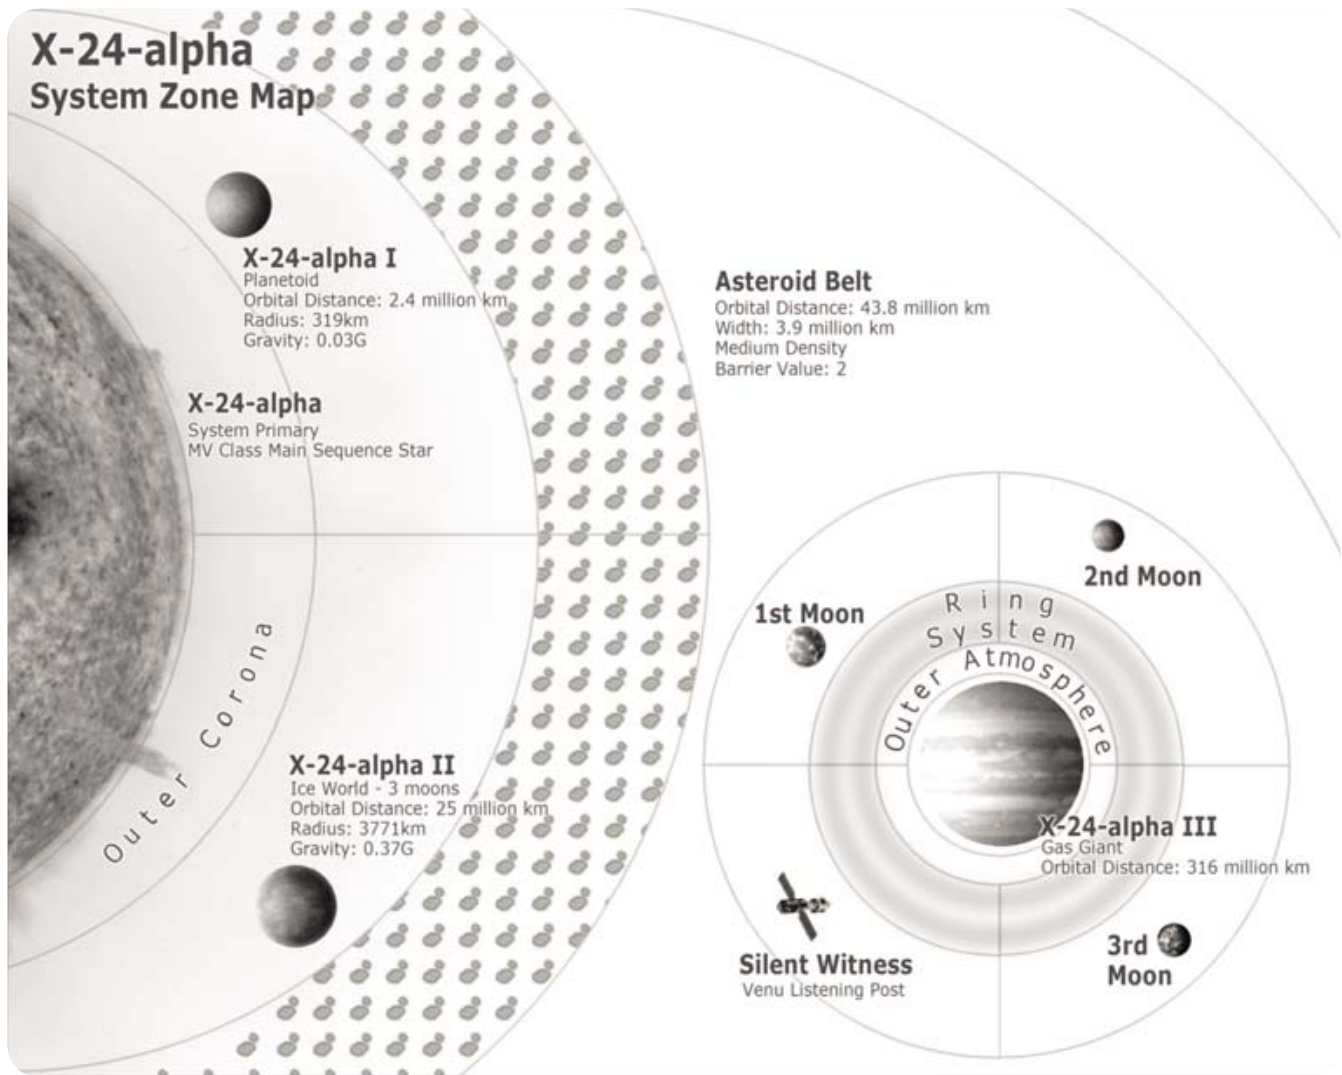 X-24-alpha
System Zone Map
X-24-alpha I
Planetoid
Orbital Distance: 2.4 million km
Radius: 319km
Gravity: 0.03G
X-24-alpha
System Primary
MV Class Main Sequence Star
Outer Corona
X-24-alpha II
Ice World - 3 moons
Orbital Distance: 25 million km
Radius: 3771km
Gravity: 0.37G
Asteroid Belt
Orbital Distance: 43.8 million km
Width: 3.9 million km
Medium Density
Barrier Value: 2
2nd Moon
1st Moon
Ring
System
Outer Atmosphere
X-24-alpha III
Gas Giant
Orbital Distance: 316 million km
Silent Witness
Venu Listening Post
3rd
Moon